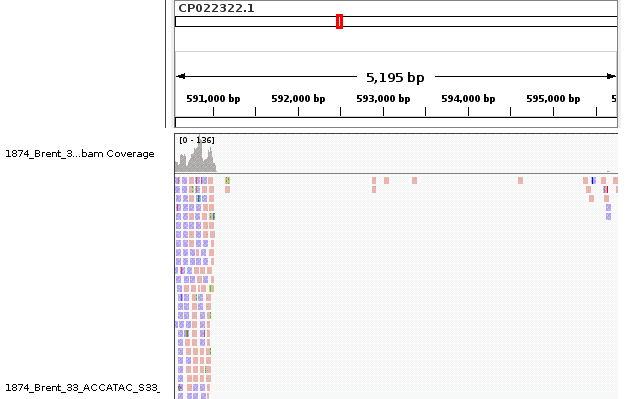 CP022322.1
5,195 bp
591,000 bp 592,000 bp 593,000 bp 594,000 bp 595,000 bp 5
[0 - 136]
1874_Brent_3...bam Coverage
1874_Brent_33_ACCATAC_S33_